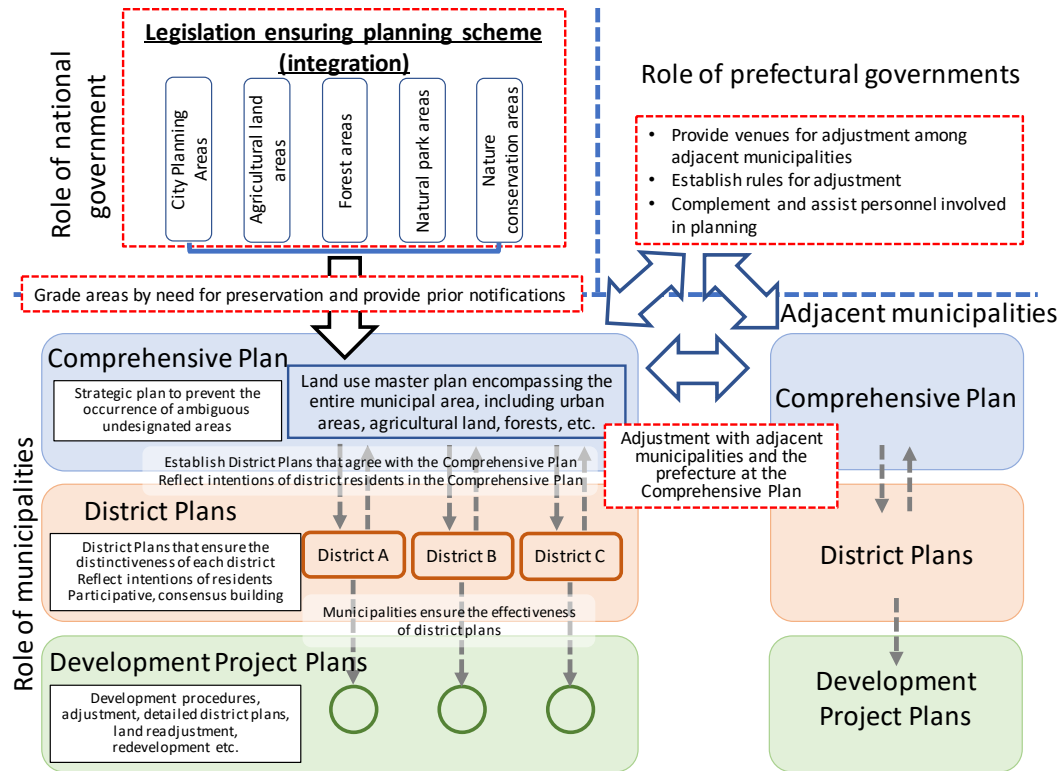 Role of national
government
Legislation ensuring planning scheme
(integration)
City Planning
Areas
Agricultural land
areas
Forest areas
Natural park areas
Nature
conservation areas
Role of prefectural governments
• Provide venues for adjustment among
adjacent municipalities
• Establish rules for adjustment
• Complement and assist personnel involved
in planning
Grade areas by need for preservation and provide prior notifications
Adjacent municipalities
Role of municipalities
Comprehensive Plan
Strategic plan to prevent the
occurrence of ambiguous
undesignated areas
Land use master plan encompassing the
entire municipal area, including urban
areas, agricultural land, forests, etc.
Comprehensive Plan
Establish District Plans that agree with the Comprehensive Plan
Reflect intentions of district residents in the Comprehensive Plan
Adjustment with adjacent
municipalities and the
prefecture at the
Comprehensive Plan
District Plans
District Plans that ensure the
distinctiveness of each district
Reflect intentions of residents
Participative, consensus building
District A
District B
District C
District Plans
Municipalities ensure the effectiveness
of district plans
Development Project Plans
Development procedures,
adjustment, detailed district plans,
land readjustment,
redevelopment etc.
Development
Project Plans